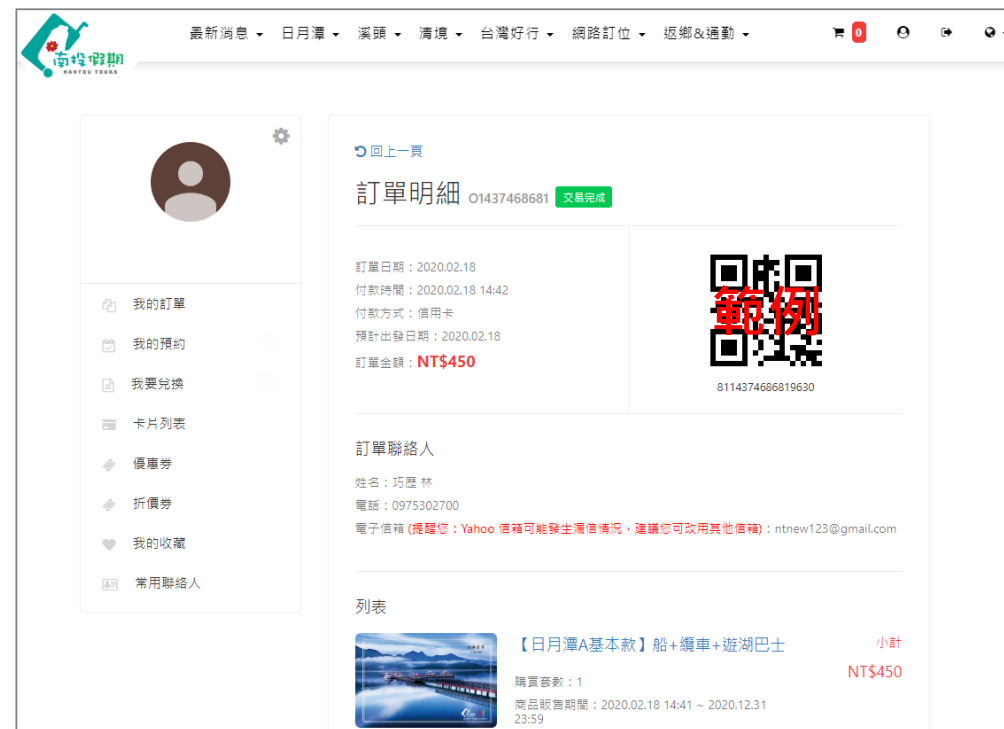 南投假期
NANTOU TOURS
最新消息 日月潭 溪頭 清境 台灣好行 網路訂位 返鄉&通勤 0
回上一頁
訂單明細 O1437468681 交易完成
訂單日期：2020.02.18
付款時間：2020.02.18 14:42
付款方式：信用卡
預計出發日期：2020.02.18
訂單金額：NT$450
範例
8114374686819630
我的訂單
我的預約
我要兌換
卡片列表
優惠券
折價券
我的收藏
常用聯絡人
訂單聯絡人
姓名：巧歷 林
電話：0975302700
電子信箱 (提醒您：Yahoo 信箱可能發生漏信情況，建議您可改用其他信箱)：ntnew123@gmail.com
列表
【日月潭A基本款】船+纜車+遊湖巴士
小計
NT$450
購買套數：1
商品販售期間：2020.02.18 14:41 ~ 2020.12.31
23:59